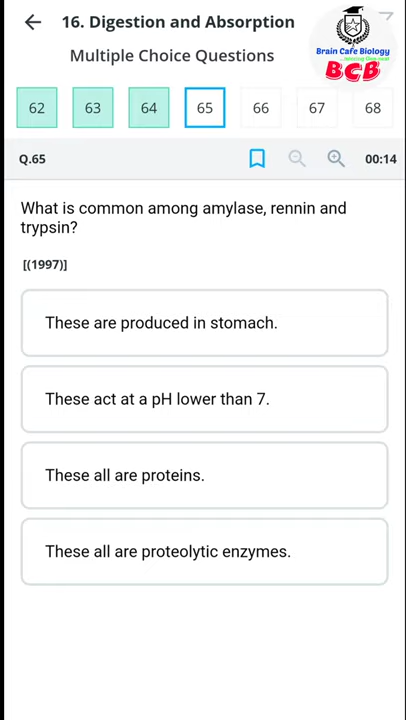 16. Digestion and Absorption
Multiple Choice Questions
Brain Cafe Biology
BCB
62 63 64 65 66 67 68
Q.65 00:14
What is common among amylase, rennin and
trypsin?
[(1997)]
These are produced in stomach.
These act at a pH lower than 7.
These all are proteins.
These all are proteolytic enzymes.